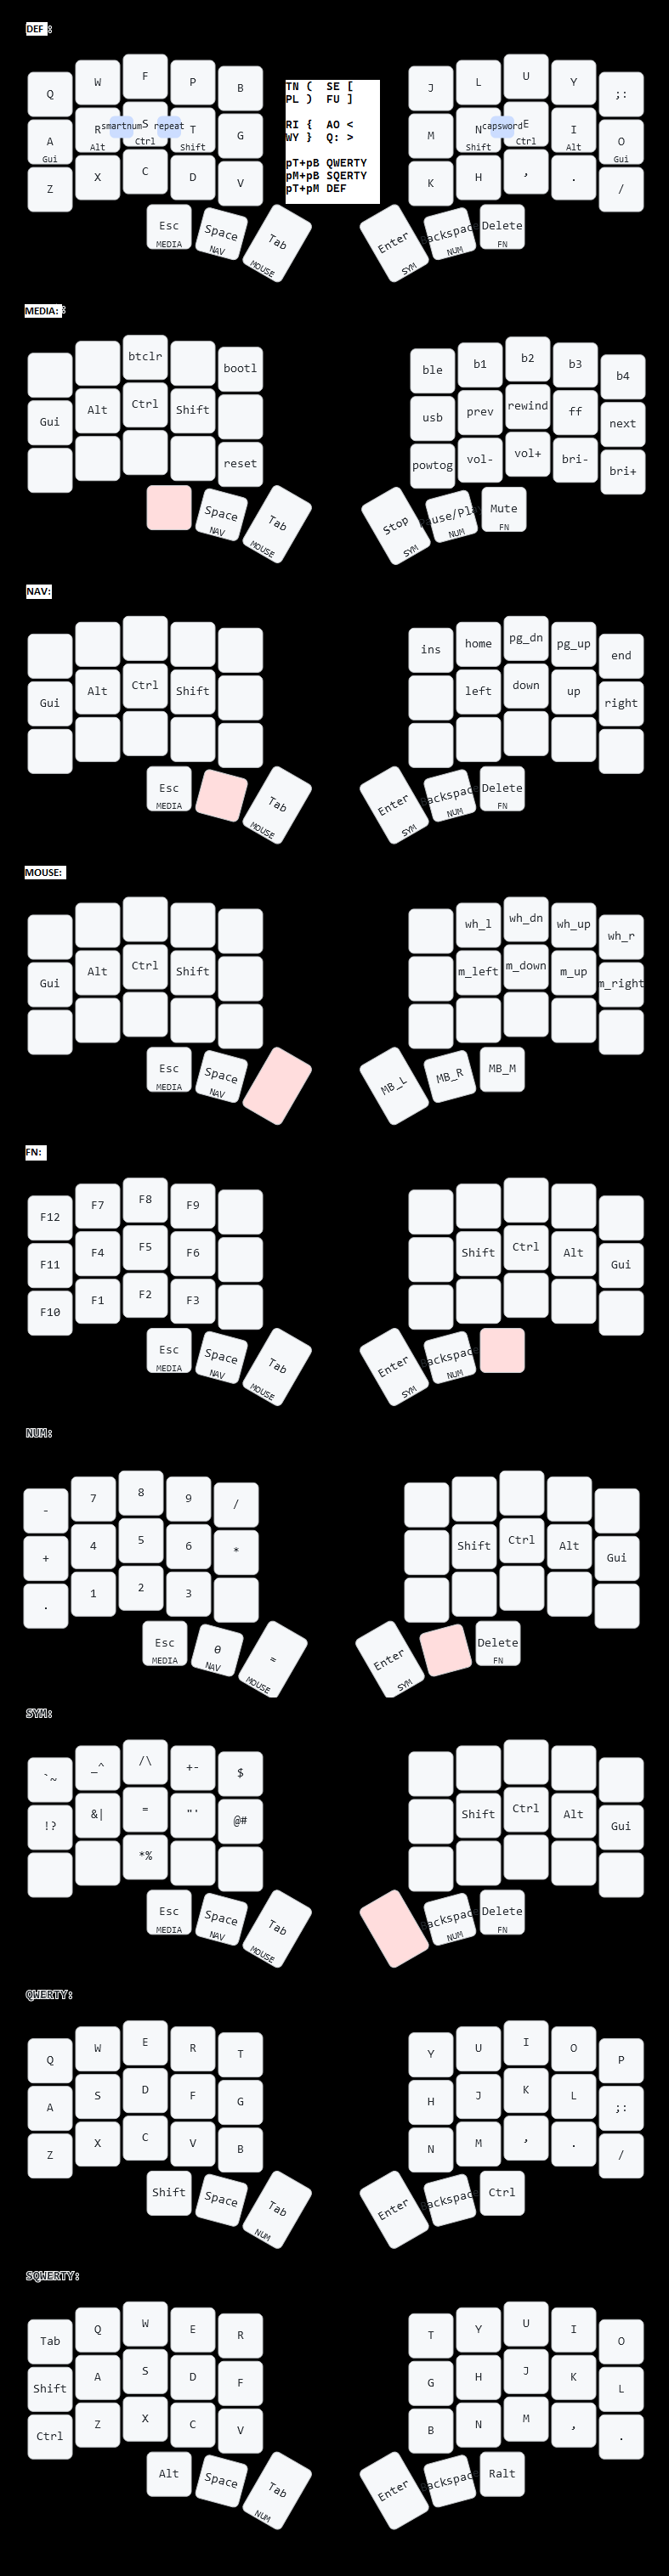 DEF :
Q W F P B J L U Y ;:
TN ( SE [
PL ) FU ]
RI { AO <
WY } Q: >
pT+pB QWERTY
pM+pB SQERTY
pT+pM DEF
A Gui R Alt smartnum S Ctrl repeat T Shift G M N Shift capsword E Ctrl I Alt O Gui
Z X C D V K H , . /
Esc MEDIA Space NAV Tab MOUSE Enter SYM Backspace NUM Delete FN
MEDIA: :
btclr bootl ble b1 b2 b3 b4
Gui Alt Ctrl Shift usb prev rewind ff next
reset powtog vol- vol+ bri- bri+
Space NAV Tab MOUSE Stop SYM Pause/Play NUM Mute FN
NAV:
ins home pg_dn pg_up end
Gui Alt Ctrl Shift left down up right
Esc MEDIA Tab MOUSE Enter SYM Backspace NUM Delete FN
MOUSE:
wh_l wh_dn wh_up wh_r
Gui Alt Ctrl Shift m_left m_down m_up m_right
Esc MEDIA Space NAV MB_L MB_R MB_M
FN:
F12 F7 F8 F9
F11 F4 F5 F6 Shift Ctrl Alt Gui
F10 F1 F2 F3
Esc MEDIA Space NAV Tab MOUSE Enter SYM Backspace NUM
NUM:
- 7 8 9 /
+ 4 5 6 * Shift Ctrl Alt Gui
. 1 2 3
Esc MEDIA 0 NAV = MOUSE Enter SYM Delete FN
SYM:
`~ _^ /\ +- $
!? &| = "' @# Shift Ctrl Alt Gui
*%
Esc MEDIA Space NAV Tab MOUSE Backspace NUM Delete FN
QWERTY:
Q W E R T Y U I O P
A S D F G H J K L ;:
Z X C V B N M , . /
Shift Space Tab NUM Enter Backspace Ctrl
SQWERTY:
Tab Q W E R T Y U I O
Shift A S D F G H J K L
Ctrl Z X C V B N M , .
Alt Space Tab NUM Enter Backspace Ralt